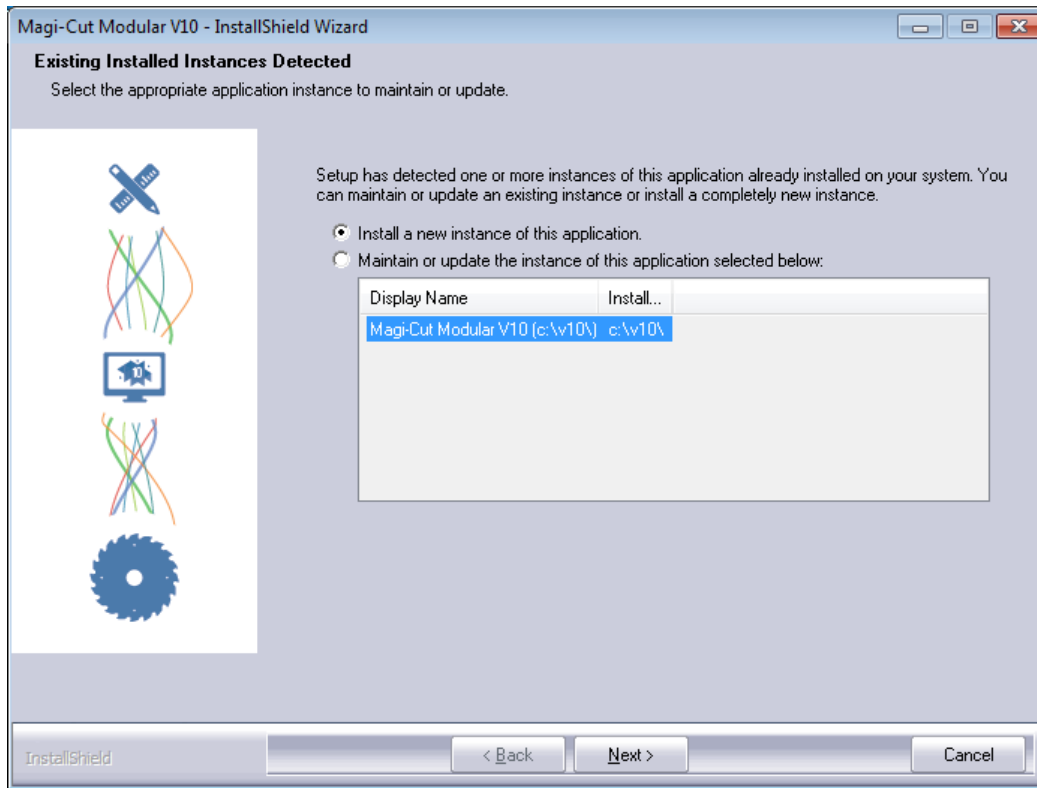 Magi-Cut Modular V10 - InstallShield Wizard
Existing Installed Instances Detected
Select the appropriate application instance to maintain or update.
Setup has detected one or more instances of this application already installed on your system. You
can maintain or update an existing instance or install a completely new instance.
Install a new instance of this application.
Maintain or update the instance of this application selected below:
Display Name Install...
Magi-Cut Modular V10 (c:\v10\) c:\v10\
10
InstallShield
< Back Next > Cancel